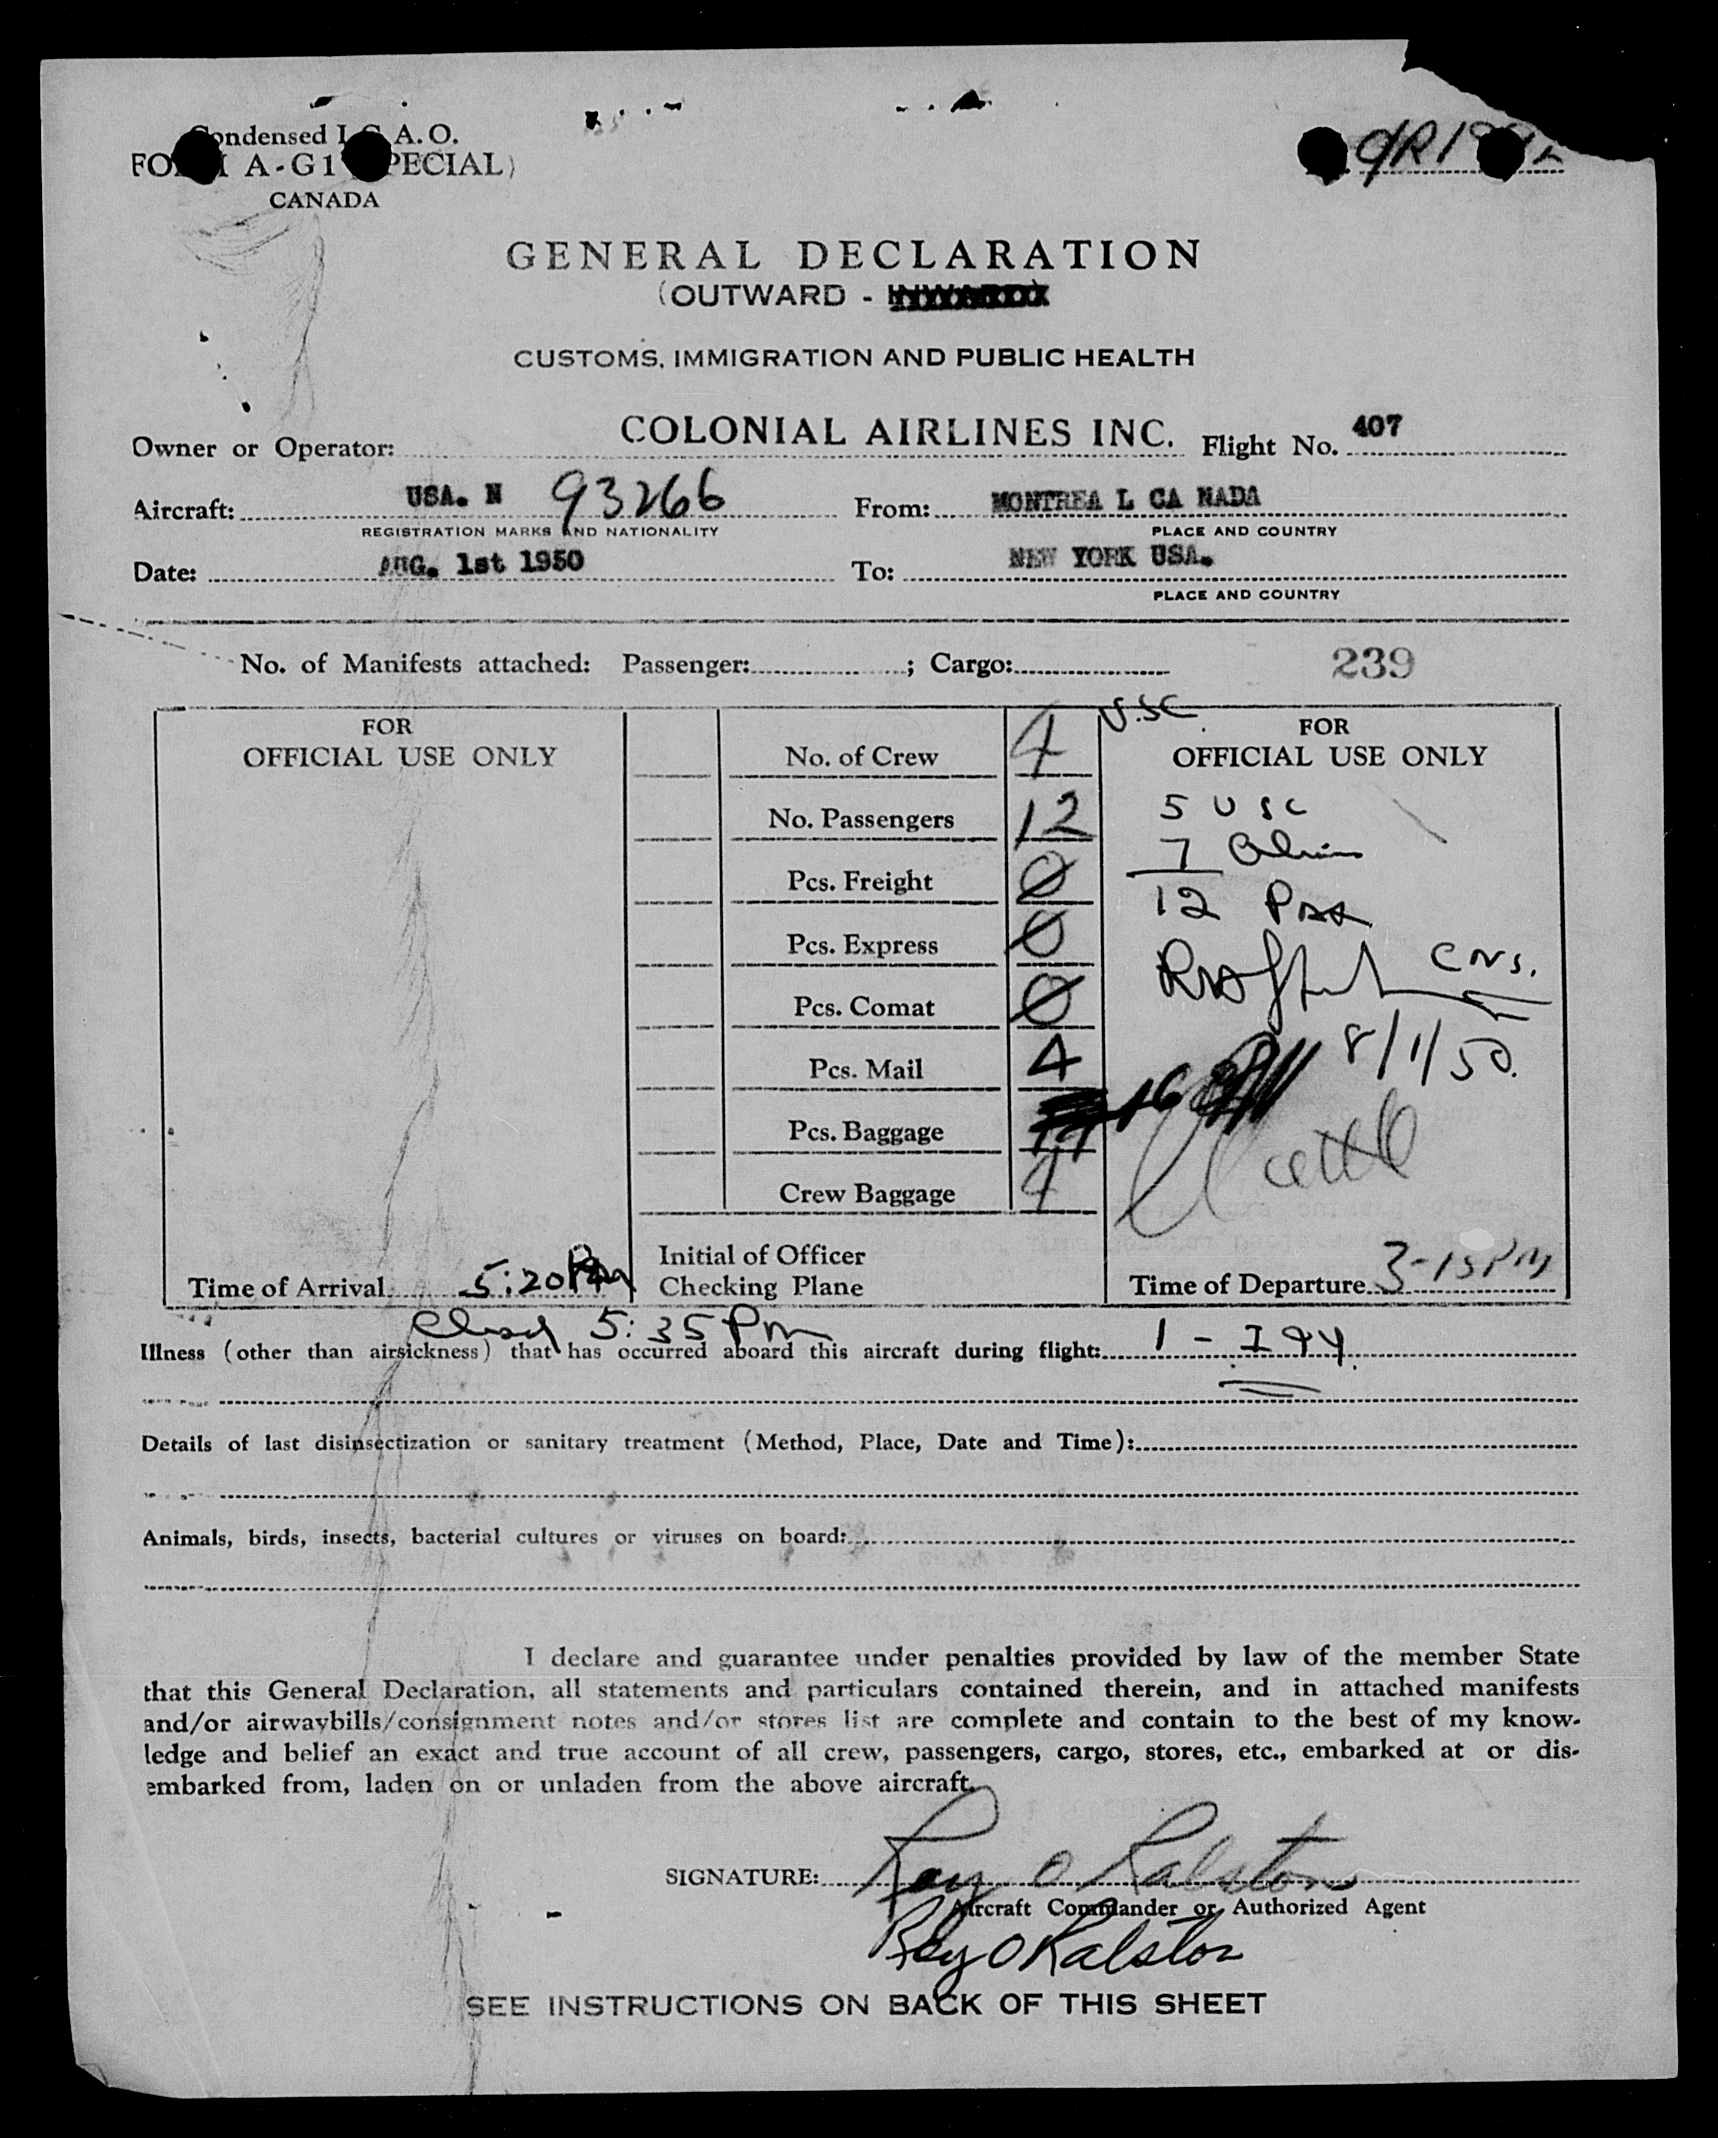 Condensed I. C. A. O.
FORM A-G1 (SPECIAL)
CANADA
GENERAL DECLARATION
(OUTWARD -
CUSTOMS, IMMIGRATION AND PUBLIC HEALTH
Owner or Operator: COLONIAL AIRLINES INC. Flight No. 407
Aircraft: USA. N 93266 From: MONTREA L CA NADA
REGISTRATION MARKS AND NATIONALITY PLACE AND COUNTRY
Date: AUG. 1st 1950 To: NEW YORK USA.
PLACE AND COUNTRY
No. of Manifests attached: Passenger: ; Cargo: 239
FOR
OFFICIAL USE ONLY
No. of Crew 4 U.S.C.
No. Passengers 12
Pcs. Freight 0
Pcs. Express 0
Pcs. Comat 0
Pcs. Mail 4
Pcs. Baggage 16
Crew Baggage 4
FOR
OFFICIAL USE ONLY
5 USC
7 Aliens
12 Pax
8/1/50.
Time of Arrival 5:20 Pm
Initial of Officer
Checking Plane
Time of Departure 3-15 PM
Closed 5:35 Pm
Illness (other than airsickness) that has occurred aboard this aircraft during flight: 1 -
Details of last disinsectization or sanitary treatment (Method, Place, Date and Time):
Animals, birds, insects, bacterial cultures or viruses on board:
I declare and guarantee under penalties provided by law of the member State
that this General Declaration, all statements and particulars contained therein, and in attached manifests
and/or airwaybills/consignment notes and/or stores list are complete and contain to the best of my know-
ledge and belief an exact and true account of all crew, passengers, cargo, stores, etc., embarked at or dis-
embarked from, laden on or unladen from the above aircraft.
SIGNATURE: Roy O Ralston
Aircraft Commander or Authorized Agent
Roy O Ralston
SEE INSTRUCTIONS ON BACK OF THIS SHEET